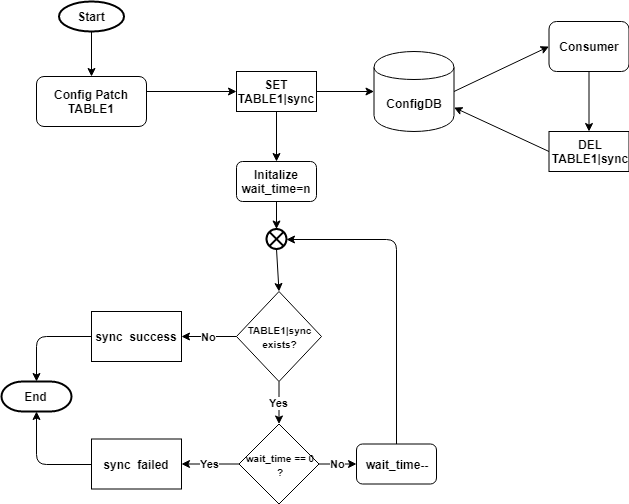 Start
Config Patch
TABLE1
SET
TABLE1|sync
ConfigDB
Consumer
DEL
TABLE1|sync
Initalize
wait_time=n
TABLE1|sync
exists?
No
sync success
Yes
End
wait_time == 0
?
Yes
sync failed
No
wait_time--